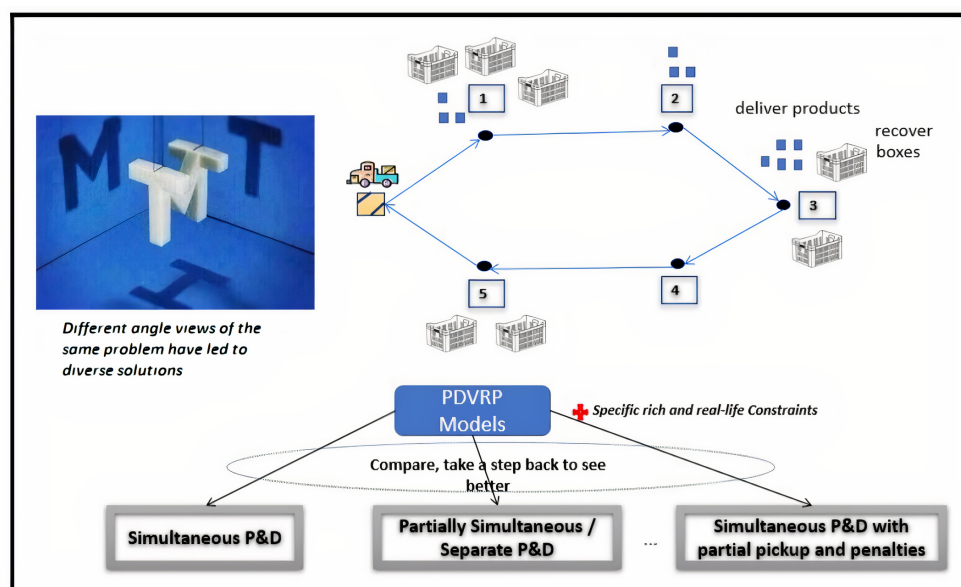 1
2
deliver products
recover
boxes
M T
3
5
4
Different angle views of the
same problem have led to
diverse solutions
PDVRP
Models
Specific rich and real-life Constraints
Compare, take a step back to see
better
Simultaneous P&D
Partially Simultaneous /
Separate P&D
...
Simultaneous P&D with
partial pickup and penalties